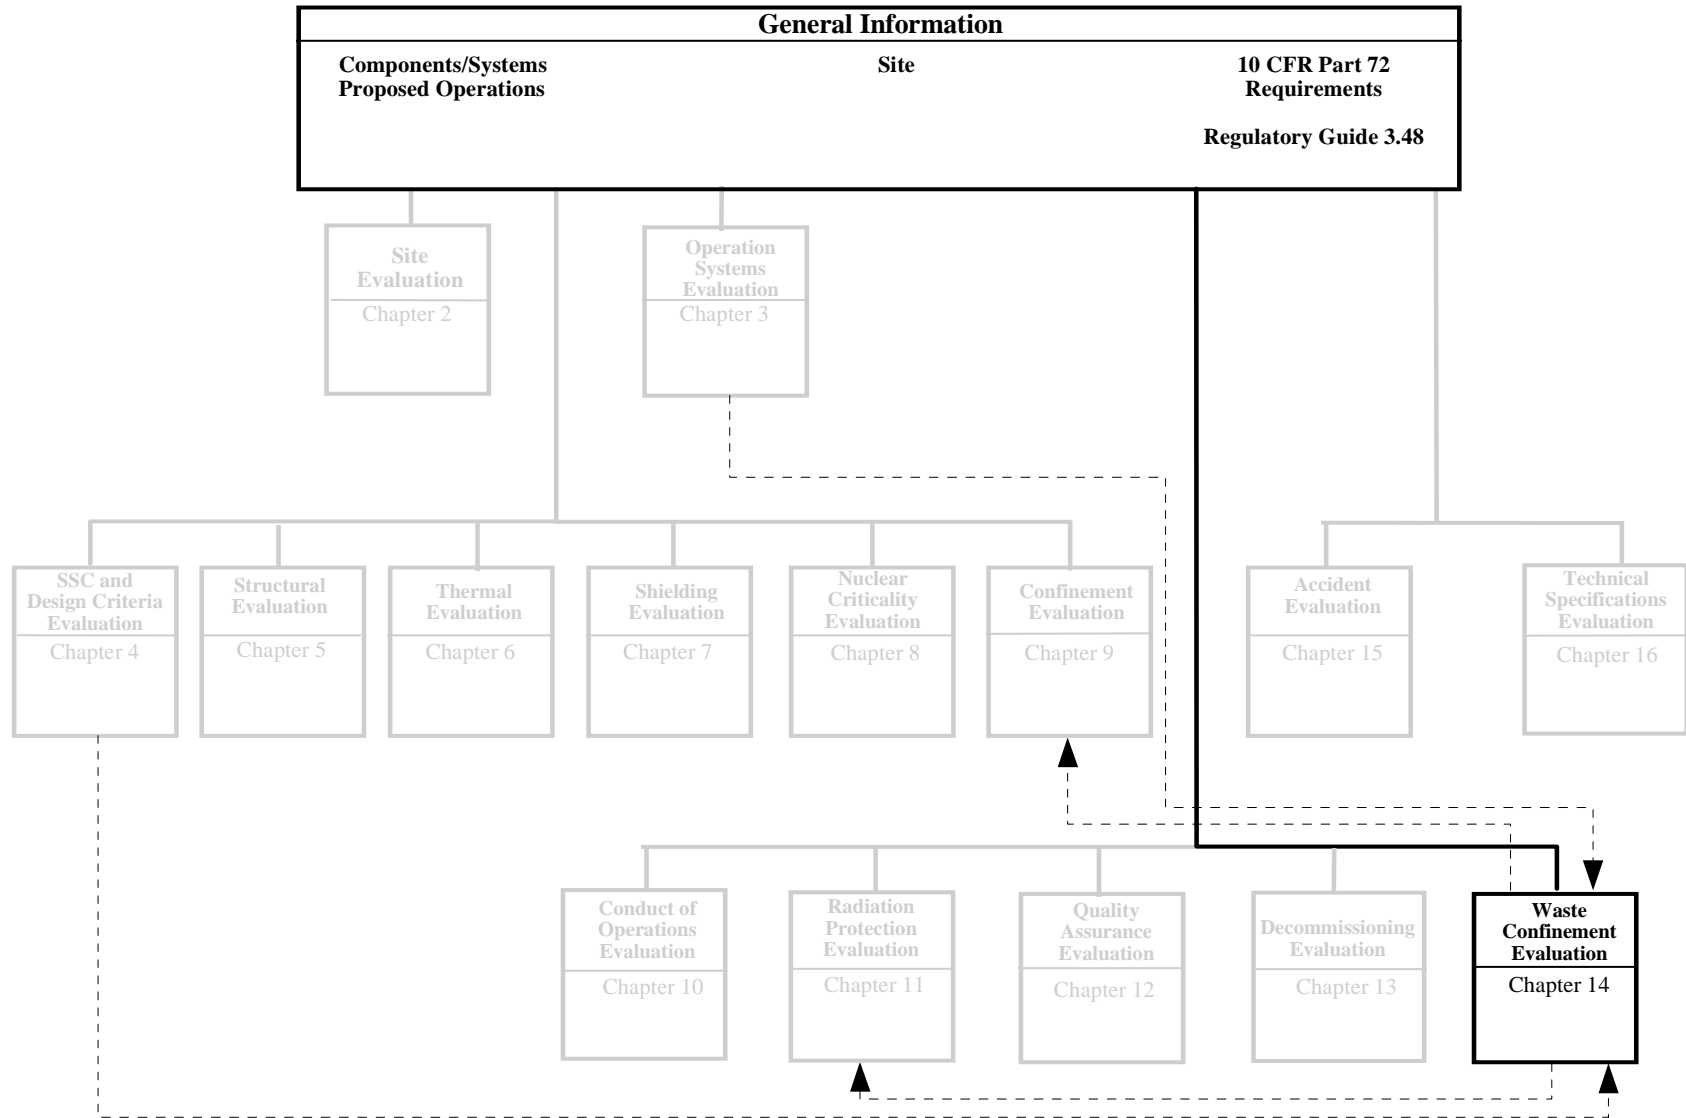 General Information
Components/Systems
Proposed Operations
Site
10 CFR Part 72
Requirements
Regulatory Guide 3.48
Site
Evaluation
Chapter 2
Operation
Systems
Evaluation
Chapter 3
SSC and
Design Criteria
Evaluation
Chapter 4
Structural
Evaluation
Chapter 5
Thermal
Evaluation
Chapter 6
Shielding
Evaluation
Chapter 7
Nuclear
Criticality
Evaluation
Chapter 8
Confinement
Evaluation
Chapter 9
Accident
Evaluation
Chapter 15
Technical
Specifications
Evaluation
Chapter 16
Conduct of
Operations
Evaluation
Chapter 10
Radiation
Protection
Evaluation
Chapter 11
Quality
Assurance
Evaluation
Chapter 12
Decommissioning
Evaluation
Chapter 13
Waste
Confinement
Evaluation
Chapter 14